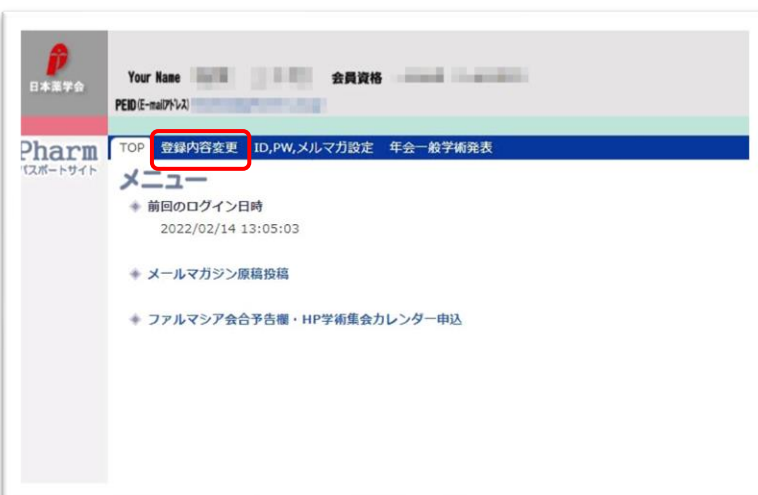 日本薬学会
Your Name 会員資格
PEID(E-mailアドレス)
Pharm
パスポートサイト
TOP 登録内容変更 ID,PW,メルマガ設定 年会一般学術発表
メニュー
前回のログイン日時
2022/02/14 13:05:03
メールマガジン原稿投稿
ファルマシア会合予告欄・HP学術集会カレンダー申込